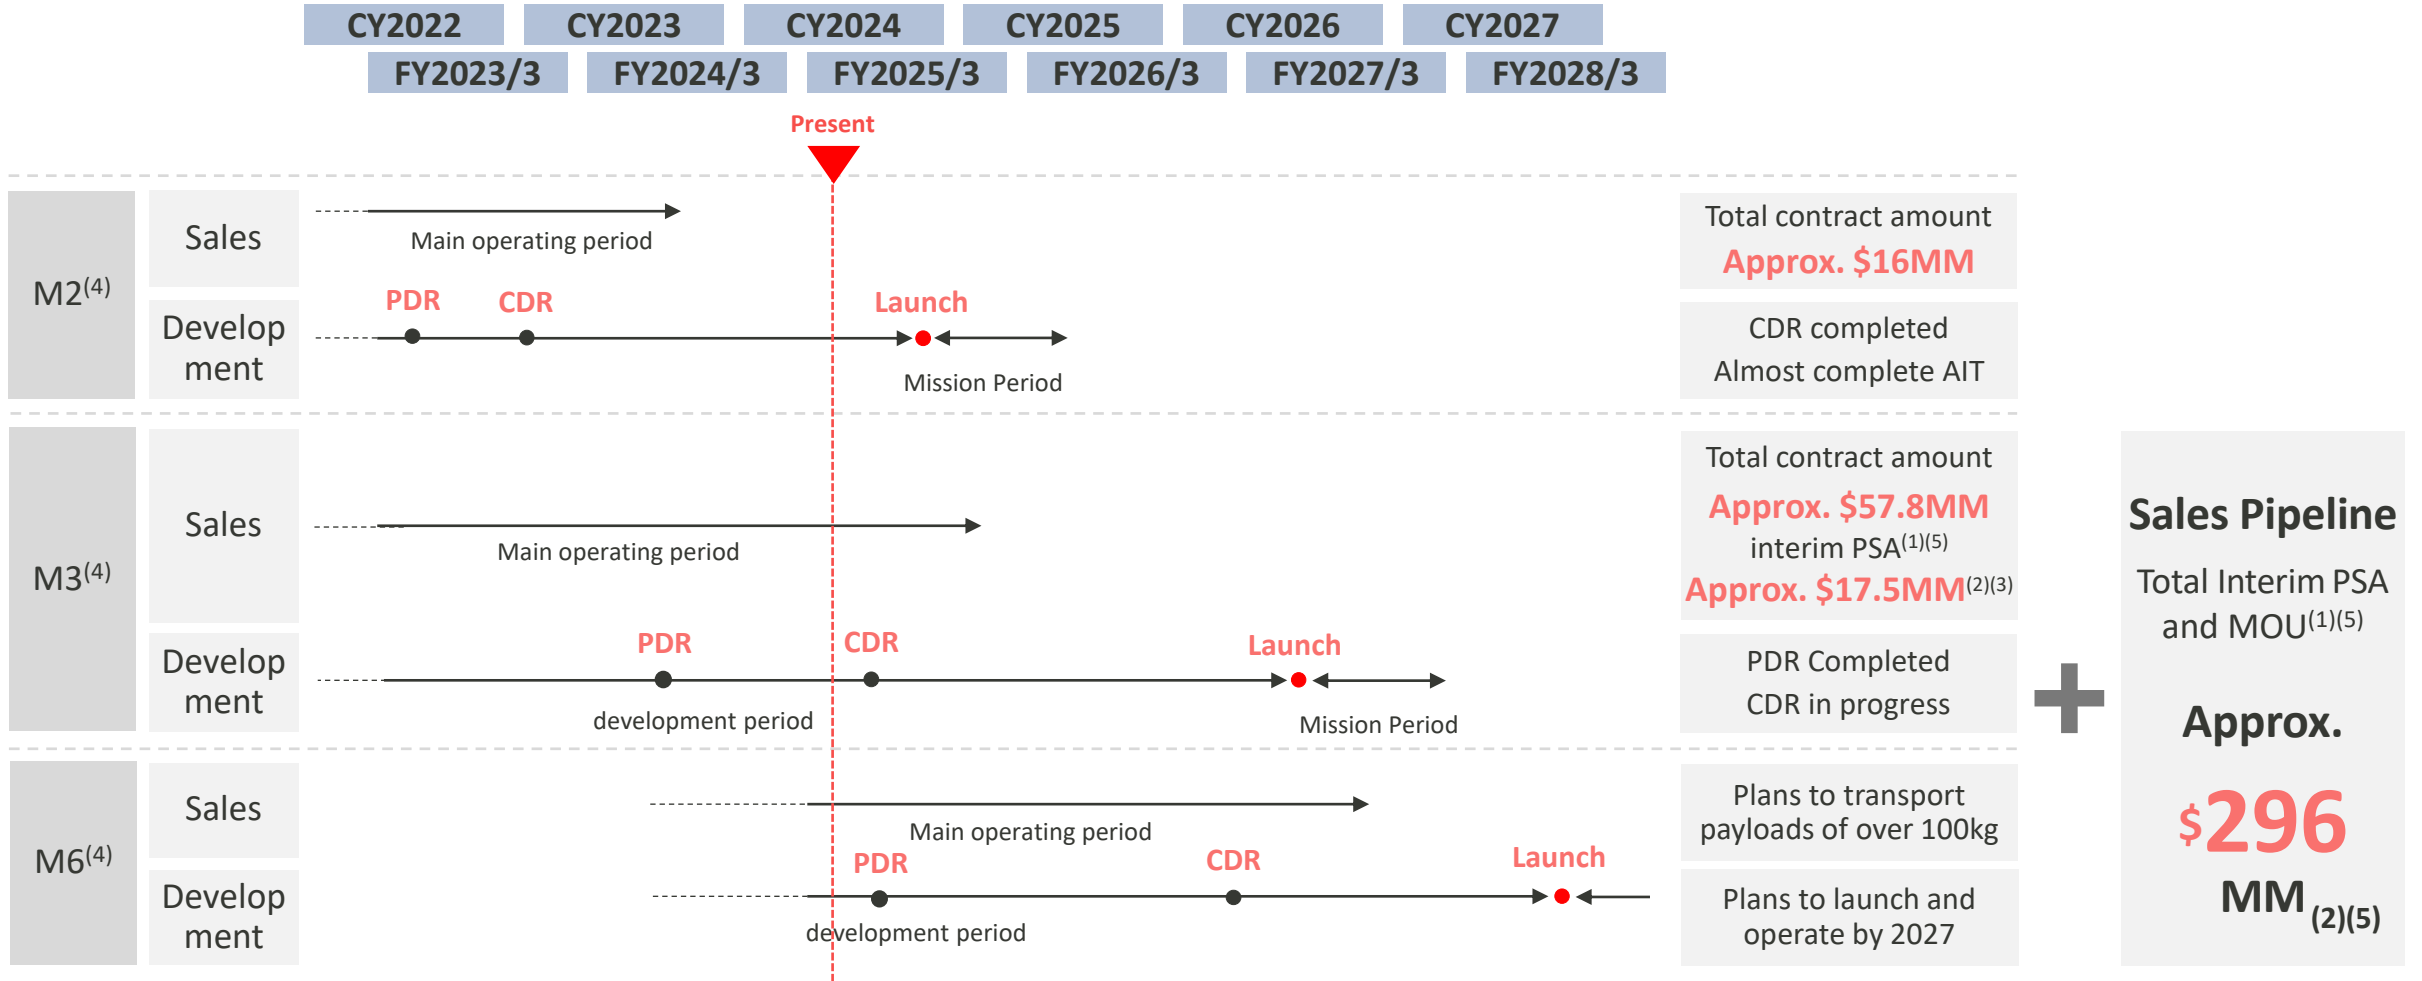 CY2022 CY2023 CY2024 CY2025 CY2026 CY2027
FY2023/3 FY2024/3 FY2025/3 FY2026/3 FY2027/3 FY2028/3
Present
M2(4)
Sales
Main operating period
Total contract amount
Approx. $16MM
Develop
ment
PDR
CDR
Launch
Mission Period
CDR completed
Almost complete AIT
M3(4)
Sales
Main operating period
Total contract amount
Approx. $57.8MM
interim PSA(1)(5)
Approx. $17.5MM(2)(3)
Develop
ment
PDR
CDR
Launch
development period
Mission Period
PDR Completed
CDR in progress
M6(4)
Sales
Main operating period
Plans to transport
payloads of over 100kg
Develop
ment
PDR
CDR
Launch
development period
Plans to launch and
operate by 2027
+
Sales Pipeline
Total Interim PSA
and MOU(1)(5)
Approx.
$296
MM(2)(5)